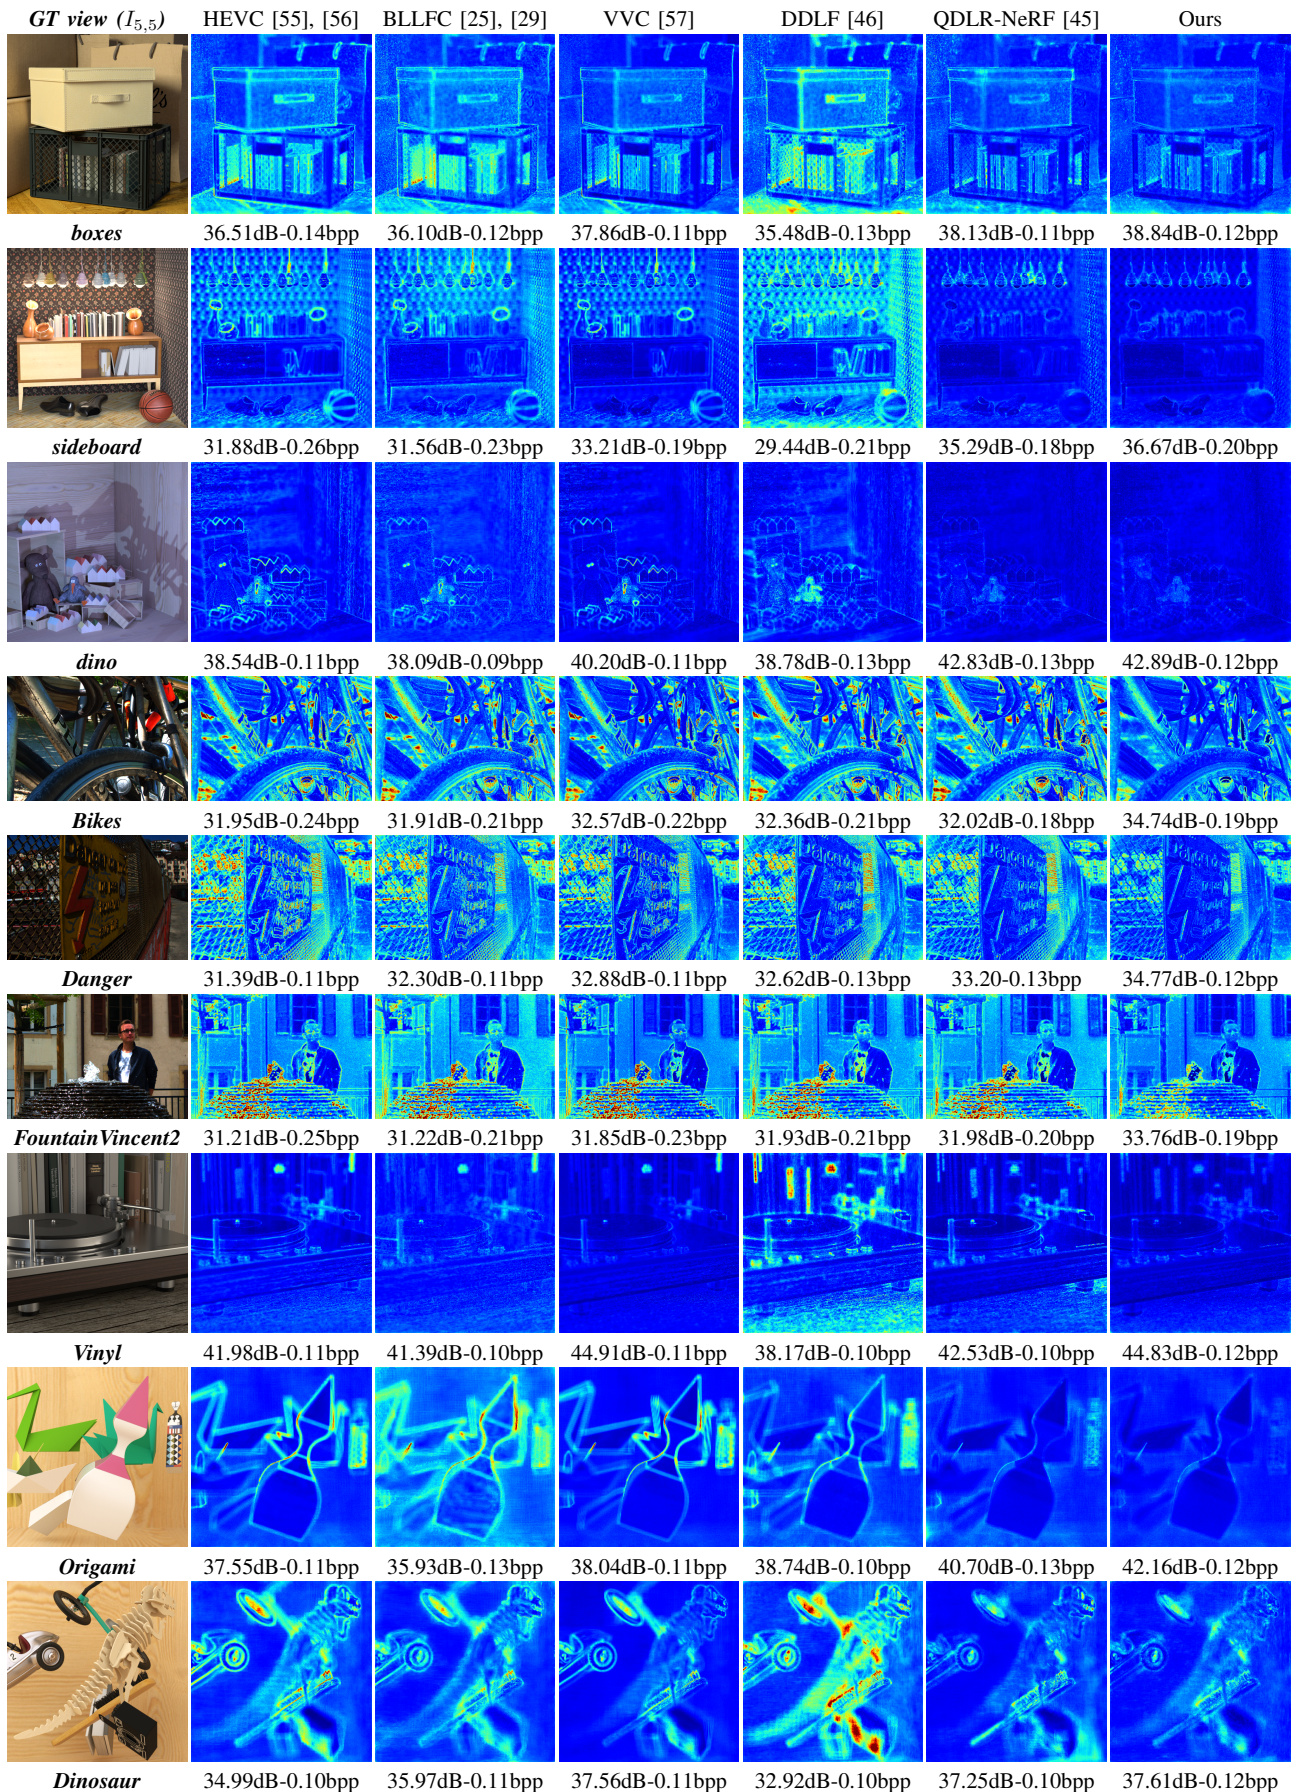 GT view (I₅,₅) HEVC [55], [56] BLLFC [25], [29] VVC [57] DDLF [46] QDLR-NeRF [45] Ours
boxes 36.51dB-0.14bpp 36.10dB-0.12bpp 37.86dB-0.11bpp 35.48dB-0.13bpp 38.13dB-0.11bpp 38.84dB-0.12bpp
sideboard 31.88dB-0.26bpp 31.56dB-0.23bpp 33.21dB-0.19bpp 29.44dB-0.21bpp 35.29dB-0.18bpp 36.67dB-0.20bpp
dino 38.54dB-0.11bpp 38.09dB-0.09bpp 40.20dB-0.11bpp 38.78dB-0.13bpp 42.83dB-0.13bpp 42.89dB-0.12bpp
Bikes 31.95dB-0.24bpp 31.91dB-0.21bpp 32.57dB-0.22bpp 32.36dB-0.21bpp 32.02dB-0.18bpp 34.74dB-0.19bpp
Danger 31.39dB-0.11bpp 32.30dB-0.11bpp 32.88dB-0.11bpp 32.62dB-0.13bpp 33.20-0.13bpp 34.77dB-0.12bpp
FountainVincent2 31.21dB-0.25bpp 31.22dB-0.21bpp 31.85dB-0.23bpp 31.93dB-0.21bpp 31.98dB-0.20bpp 33.76dB-0.19bpp
Vinyl 41.98dB-0.11bpp 41.39dB-0.10bpp 44.91dB-0.11bpp 38.17dB-0.10bpp 42.53dB-0.10bpp 44.83dB-0.12bpp
Origami 37.55dB-0.11bpp 35.93dB-0.13bpp 38.04dB-0.11bpp 38.74dB-0.10bpp 40.70dB-0.13bpp 42.16dB-0.12bpp
Dinosaur 34.99dB-0.10bpp 35.97dB-0.11bpp 37.56dB-0.11bpp 32.92dB-0.10bpp 37.25dB-0.10bpp 37.61dB-0.12bpp